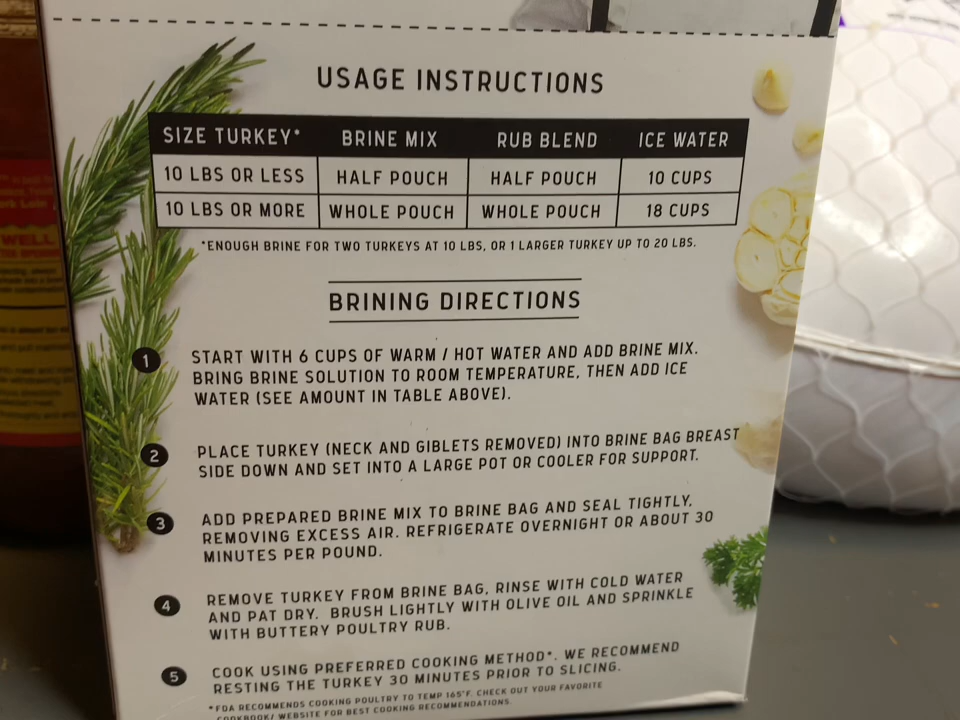 USAGE INSTRUCTIONS
SIZE TURKEY* BRINE MIX RUB BLEND ICE WATER
10 LBS OR LESS HALF POUCH HALF POUCH 10 CUPS
10 LBS OR MORE WHOLE POUCH WHOLE POUCH 18 CUPS
*ENOUGH BRINE FOR TWO TURKEYS AT 10 LBS, OR 1 LARGER TURKEY UP TO 20 LBS.
BRINING DIRECTIONS
1 START WITH 6 CUPS OF WARM / HOT WATER AND ADD BRINE MIX.
BRING BRINE SOLUTION TO ROOM TEMPERATURE, THEN ADD ICE
WATER (SEE AMOUNT IN TABLE ABOVE).
2 PLACE TURKEY (NECK AND GIBLETS REMOVED) INTO BRINE BAG BREAST
SIDE DOWN AND SET INTO A LARGE POT OR COOLER FOR SUPPORT.
3 ADD PREPARED BRINE MIX TO BRINE BAG AND SEAL TIGHTLY,
REMOVING EXCESS AIR. REFRIGERATE OVERNIGHT OR ABOUT 30
MINUTES PER POUND.
4 REMOVE TURKEY FROM BRINE BAG, RINSE WITH COLD WATER
AND PAT DRY. BRUSH LIGHTLY WITH OLIVE OIL AND SPRINKLE
WITH BUTTERY POULTRY RUB.
5 COOK USING PREFERRED COOKING METHOD*. WE RECOMMEND
RESTING THE TURKEY 30 MINUTES PRIOR TO SLICING.
*FDA RECOMMENDS COOKING POULTRY TO TEMP 165°F. CHECK OUT YOUR FAVORITE
COOKBOOK/ WEBSITE FOR BEST COOKING RECOMMENDATIONS.
WELL